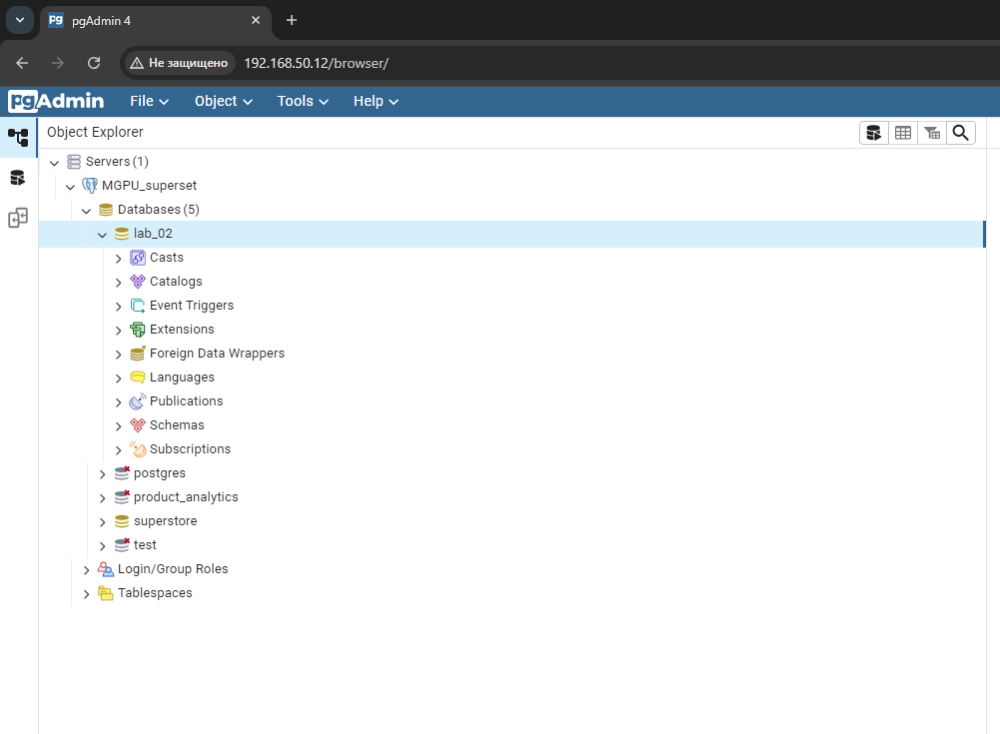 pgAdmin 4
Не защищено 192.168.50.12/browser/
pgAdmin File Object Tools Help
Object Explorer
Servers (1)
MGPU_superset
Databases (5)
lab_02
Casts
Catalogs
Event Triggers
Extensions
Foreign Data Wrappers
Languages
Publications
Schemas
Subscriptions
postgres
product_analytics
superstore
test
Login/Group Roles
Tablespaces